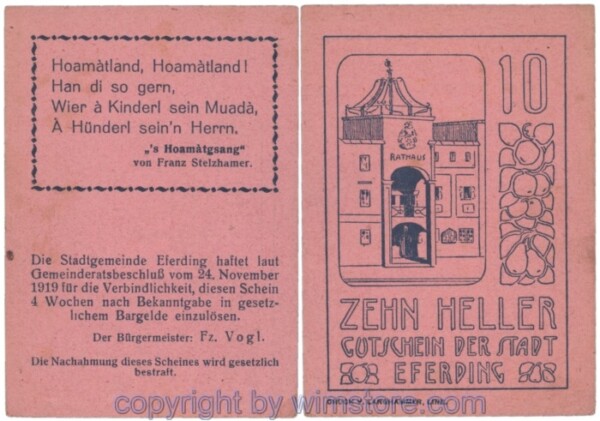 Hoamàtland, Hoamàtland!
Han di so gern,
Wier à Kinderl sein Muadà,
À Hünderl sein'n Herrn.
„'s Hoamàtgsang"
von Franz Stelzhamer.
Die Stadtgemeinde Eferding haftet laut
Gemeinderatsbeschluß vom 24. November
1919 für die Verbindlichkeit, diesen Schein
4 Wochen nach Bekanntgabe in gesetz-
lichem Bargelde einzulösen.
Der Bürgermeister: Fz. Vogl.
Die Nachahmung dieses Scheines wird gesetzlich
bestraft.
10
RATHAUS
ZEHN HELLER
GUTSCHEIN DER STADT
EFERDING
LINZ.
copyright by wimstore.com